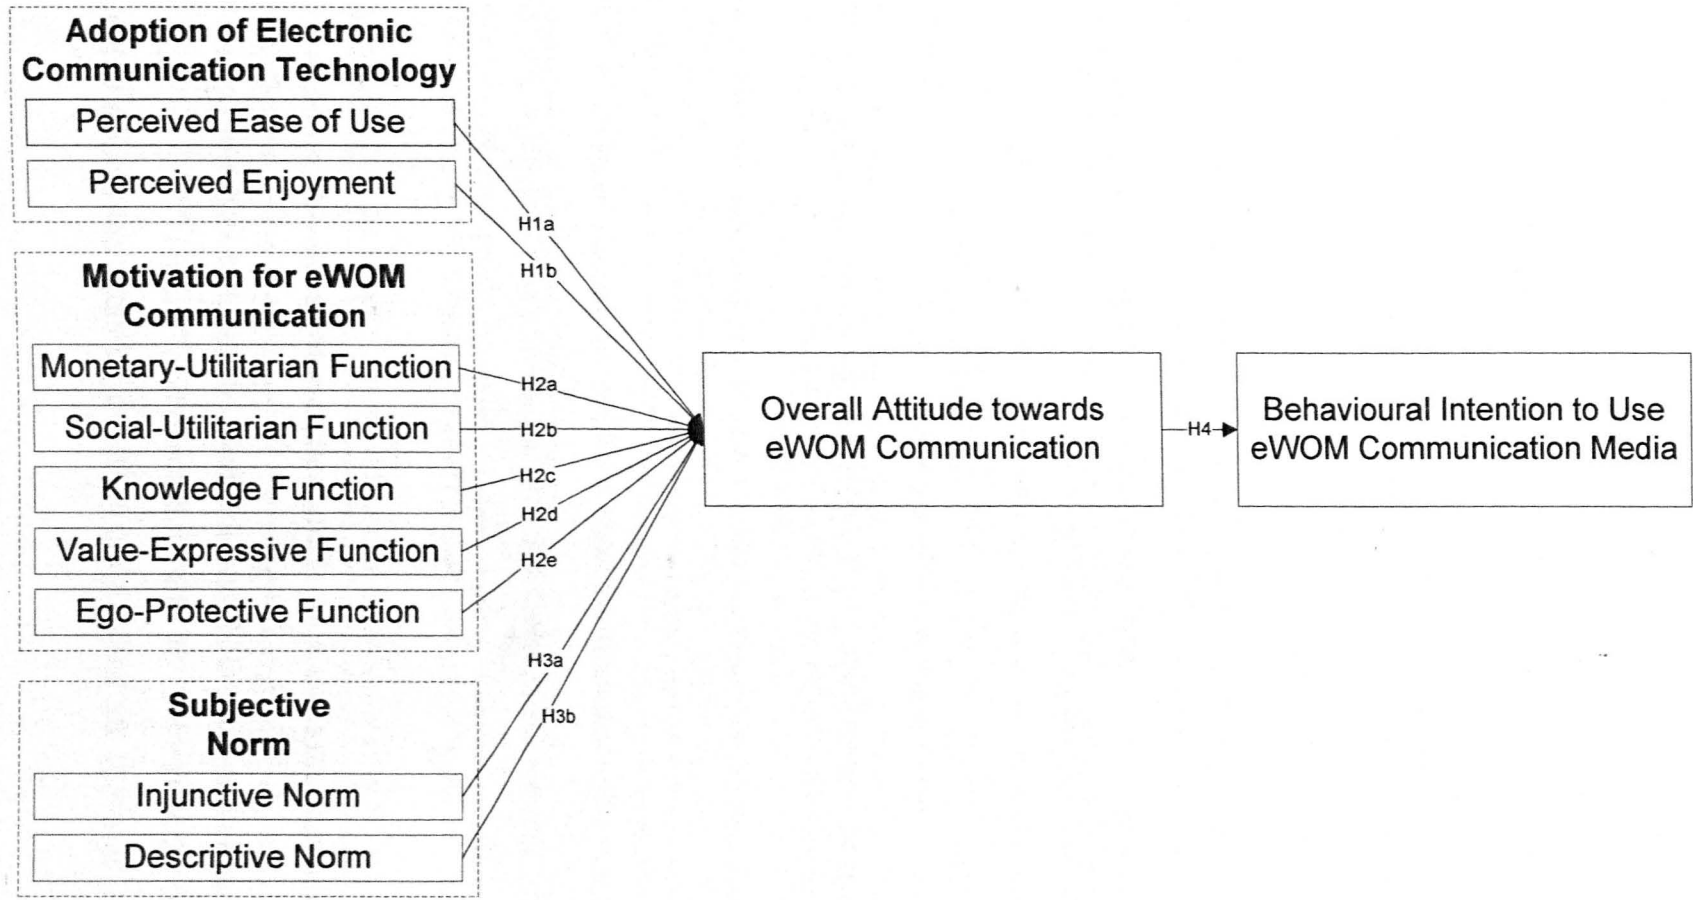 Adoption of Electronic
Communication Technology
Perceived Ease of Use
Perceived Enjoyment
H1a
H1b
Motivation for eWOM
Communication
Monetary-Utilitarian Function
Social-Utilitarian Function
Knowledge Function
Value-Expressive Function
Ego-Protective Function
H2a
H2b
H2c
H2d
H2e
Subjective
Norm
Injunctive Norm
Descriptive Norm
H3a
H3b
Overall Attitude towards
eWOM Communication
H4
Behavioural Intention to Use
eWOM Communication Media